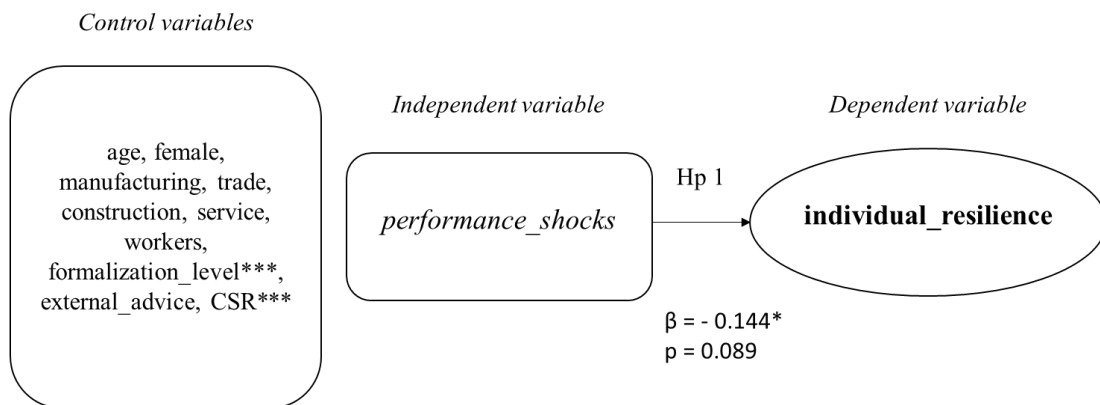 Control variables
age, female,
manufacturing, trade,
construction, service,
workers,
formalization_level***,
external_advice, CSR***
Independent variable
performance_shocks
Hp 1
β = - 0.144*
p = 0.089
Dependent variable
individual_resilience